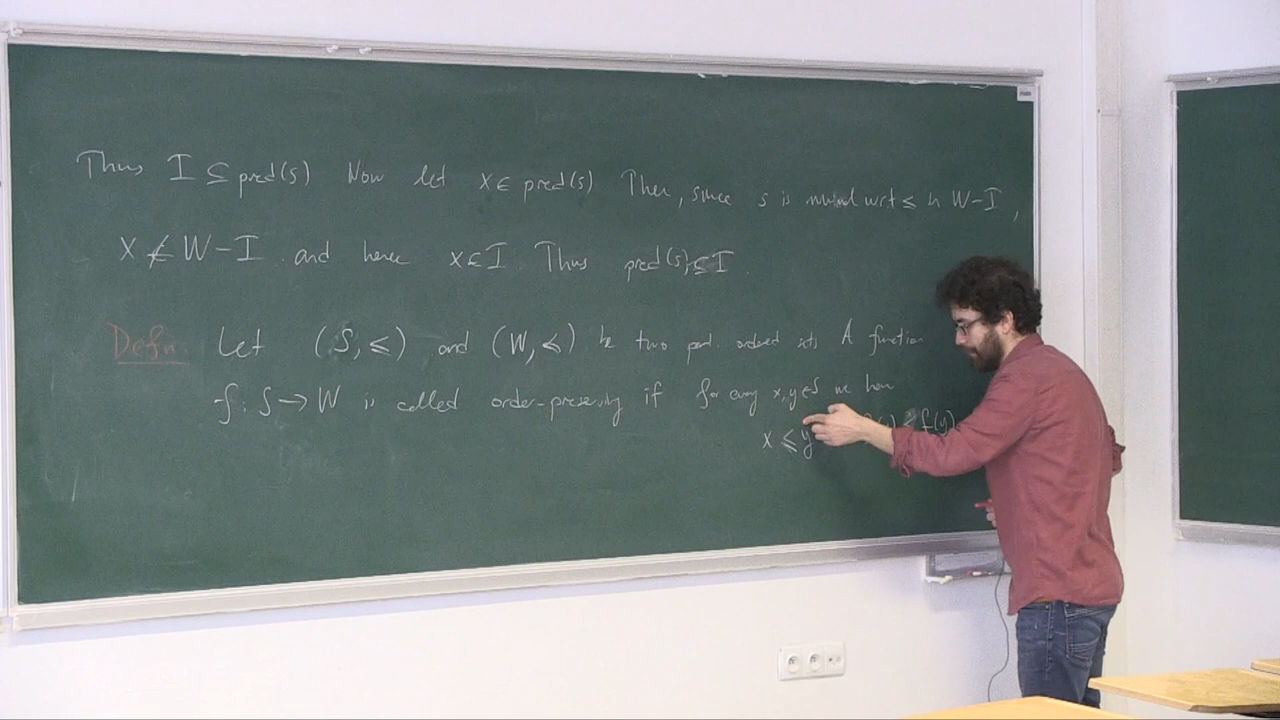 Thus I ⊆ pred(s) Now let x ∈ pred(s) Then, since s is minimal wrt ≤ in W-I,
x ∉ W-I and hence x ∈ I. Thus pred(s) ⊆ I.
Defn. Let (S, ≤) and (W, ≤) be two part. ordered sets A function
f: S → W is called order-preserving if for every x,y ∈ S we have
x ≤ y f(y)